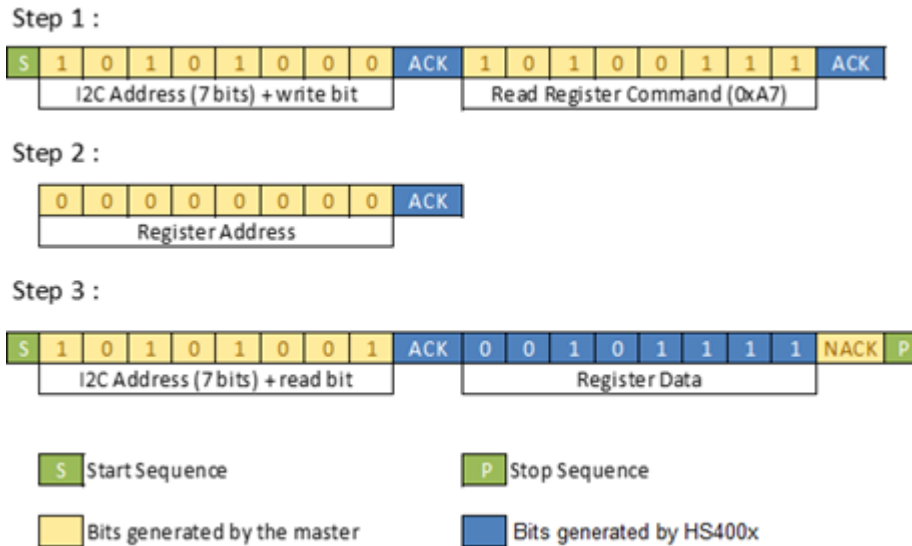 Step 1 :
S 1 0 1 0 1 0 0 0 ACK 1 0 1 0 0 1 1 1 ACK
I2C Address (7 bits) + write bit Read Register Command (0xA7)
Step 2 :
0 0 0 0 0 0 0 0 ACK
Register Address
Step 3 :
S 1 0 1 0 1 0 0 1 ACK 0 0 1 0 1 1 1 1 NACK P
I2C Address (7 bits) + read bit Register Data
S Start Sequence P Stop Sequence
Bits generated by the master Bits generated by HS400x